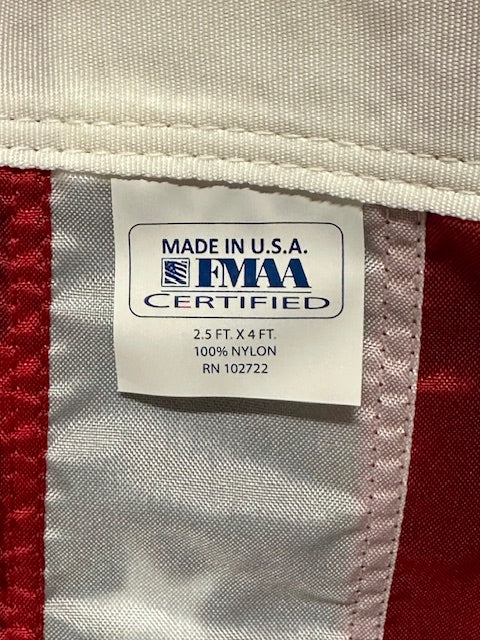 MADE IN U.S.A.
FMAA
CERTIFIED
2.5 FT. X 4 FT.
100% NYLON
RN 102722